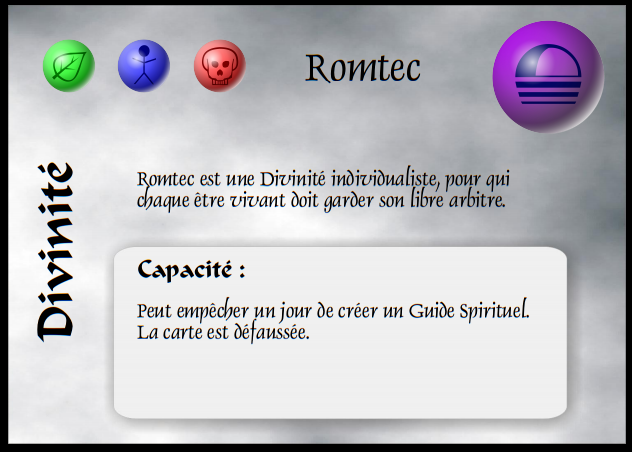 Romtec
Divinité
Romtec est une Divinité individualiste, pour qui
chaque être vivant doit garder son libre arbitre.
Capacité :
Peut empêcher un jour de créer un Guide Spirituel.
La carte est défaussée.